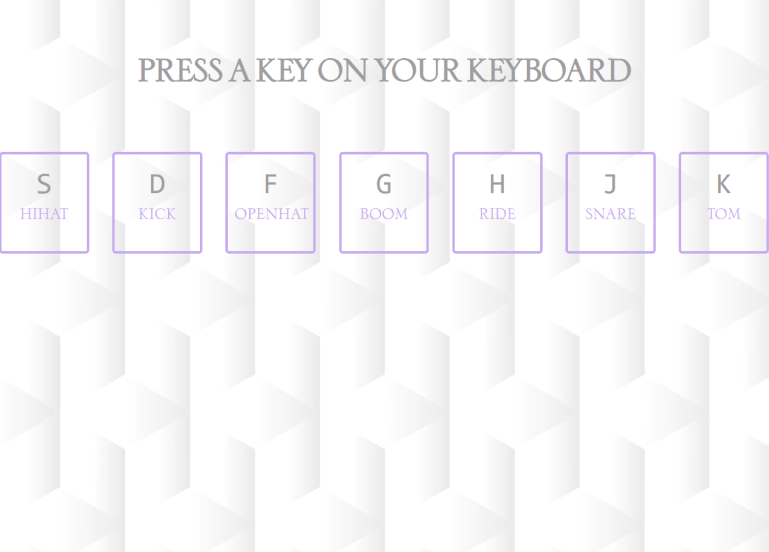 PRESS A KEY ON YOUR KEYBOARD
S D F G H J K
HIHAT KICK OPENHAT BOOM RIDE SNARE TOM